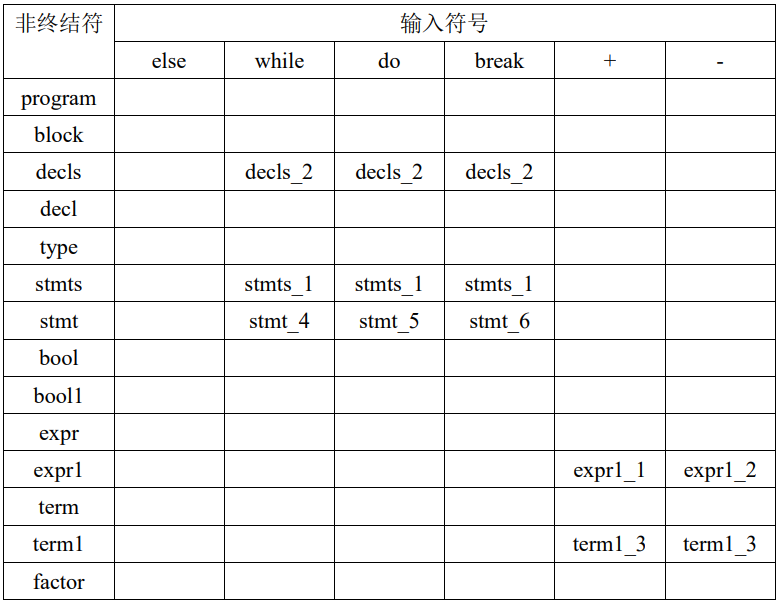 非终结符 输入符号
else while do break + -
program
block
decls decls_2 decls_2 decls_2
decl
type
stmts stmts_1 stmts_1 stmts_1
stmt stmt_4 stmt_5 stmt_6
bool
bool1
expr
expr1 expr1_1 expr1_2
term
term1 term1_3 term1_3
factor